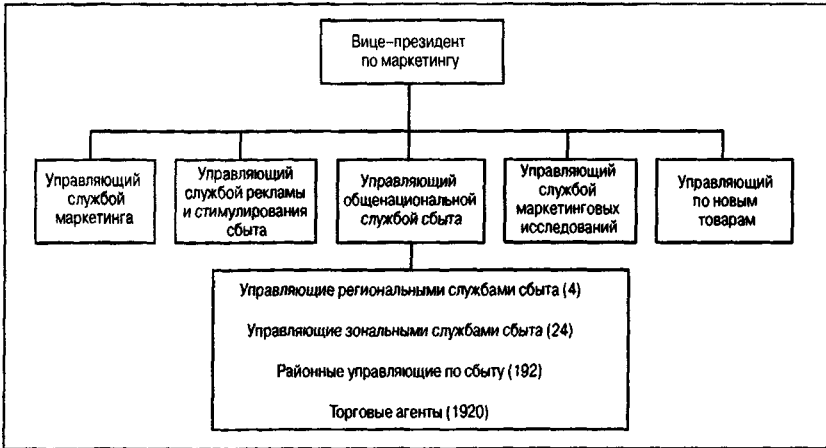 Вице-президент
по маркетингу
Управляющий
службой
маркетинга
Управляющий
службой рекламы
и стимулирования
сбыта
Управляющий
общенациональной
службой сбыта
Управляющий
службой
маркетинговых
исследований
Управляющий
по новым
товарам
Управляющие региональными службами сбыта (4)
Управляющие зональными службами сбыта (24)
Районные управляющие по сбыту (192)
Торговые агенты (1920)